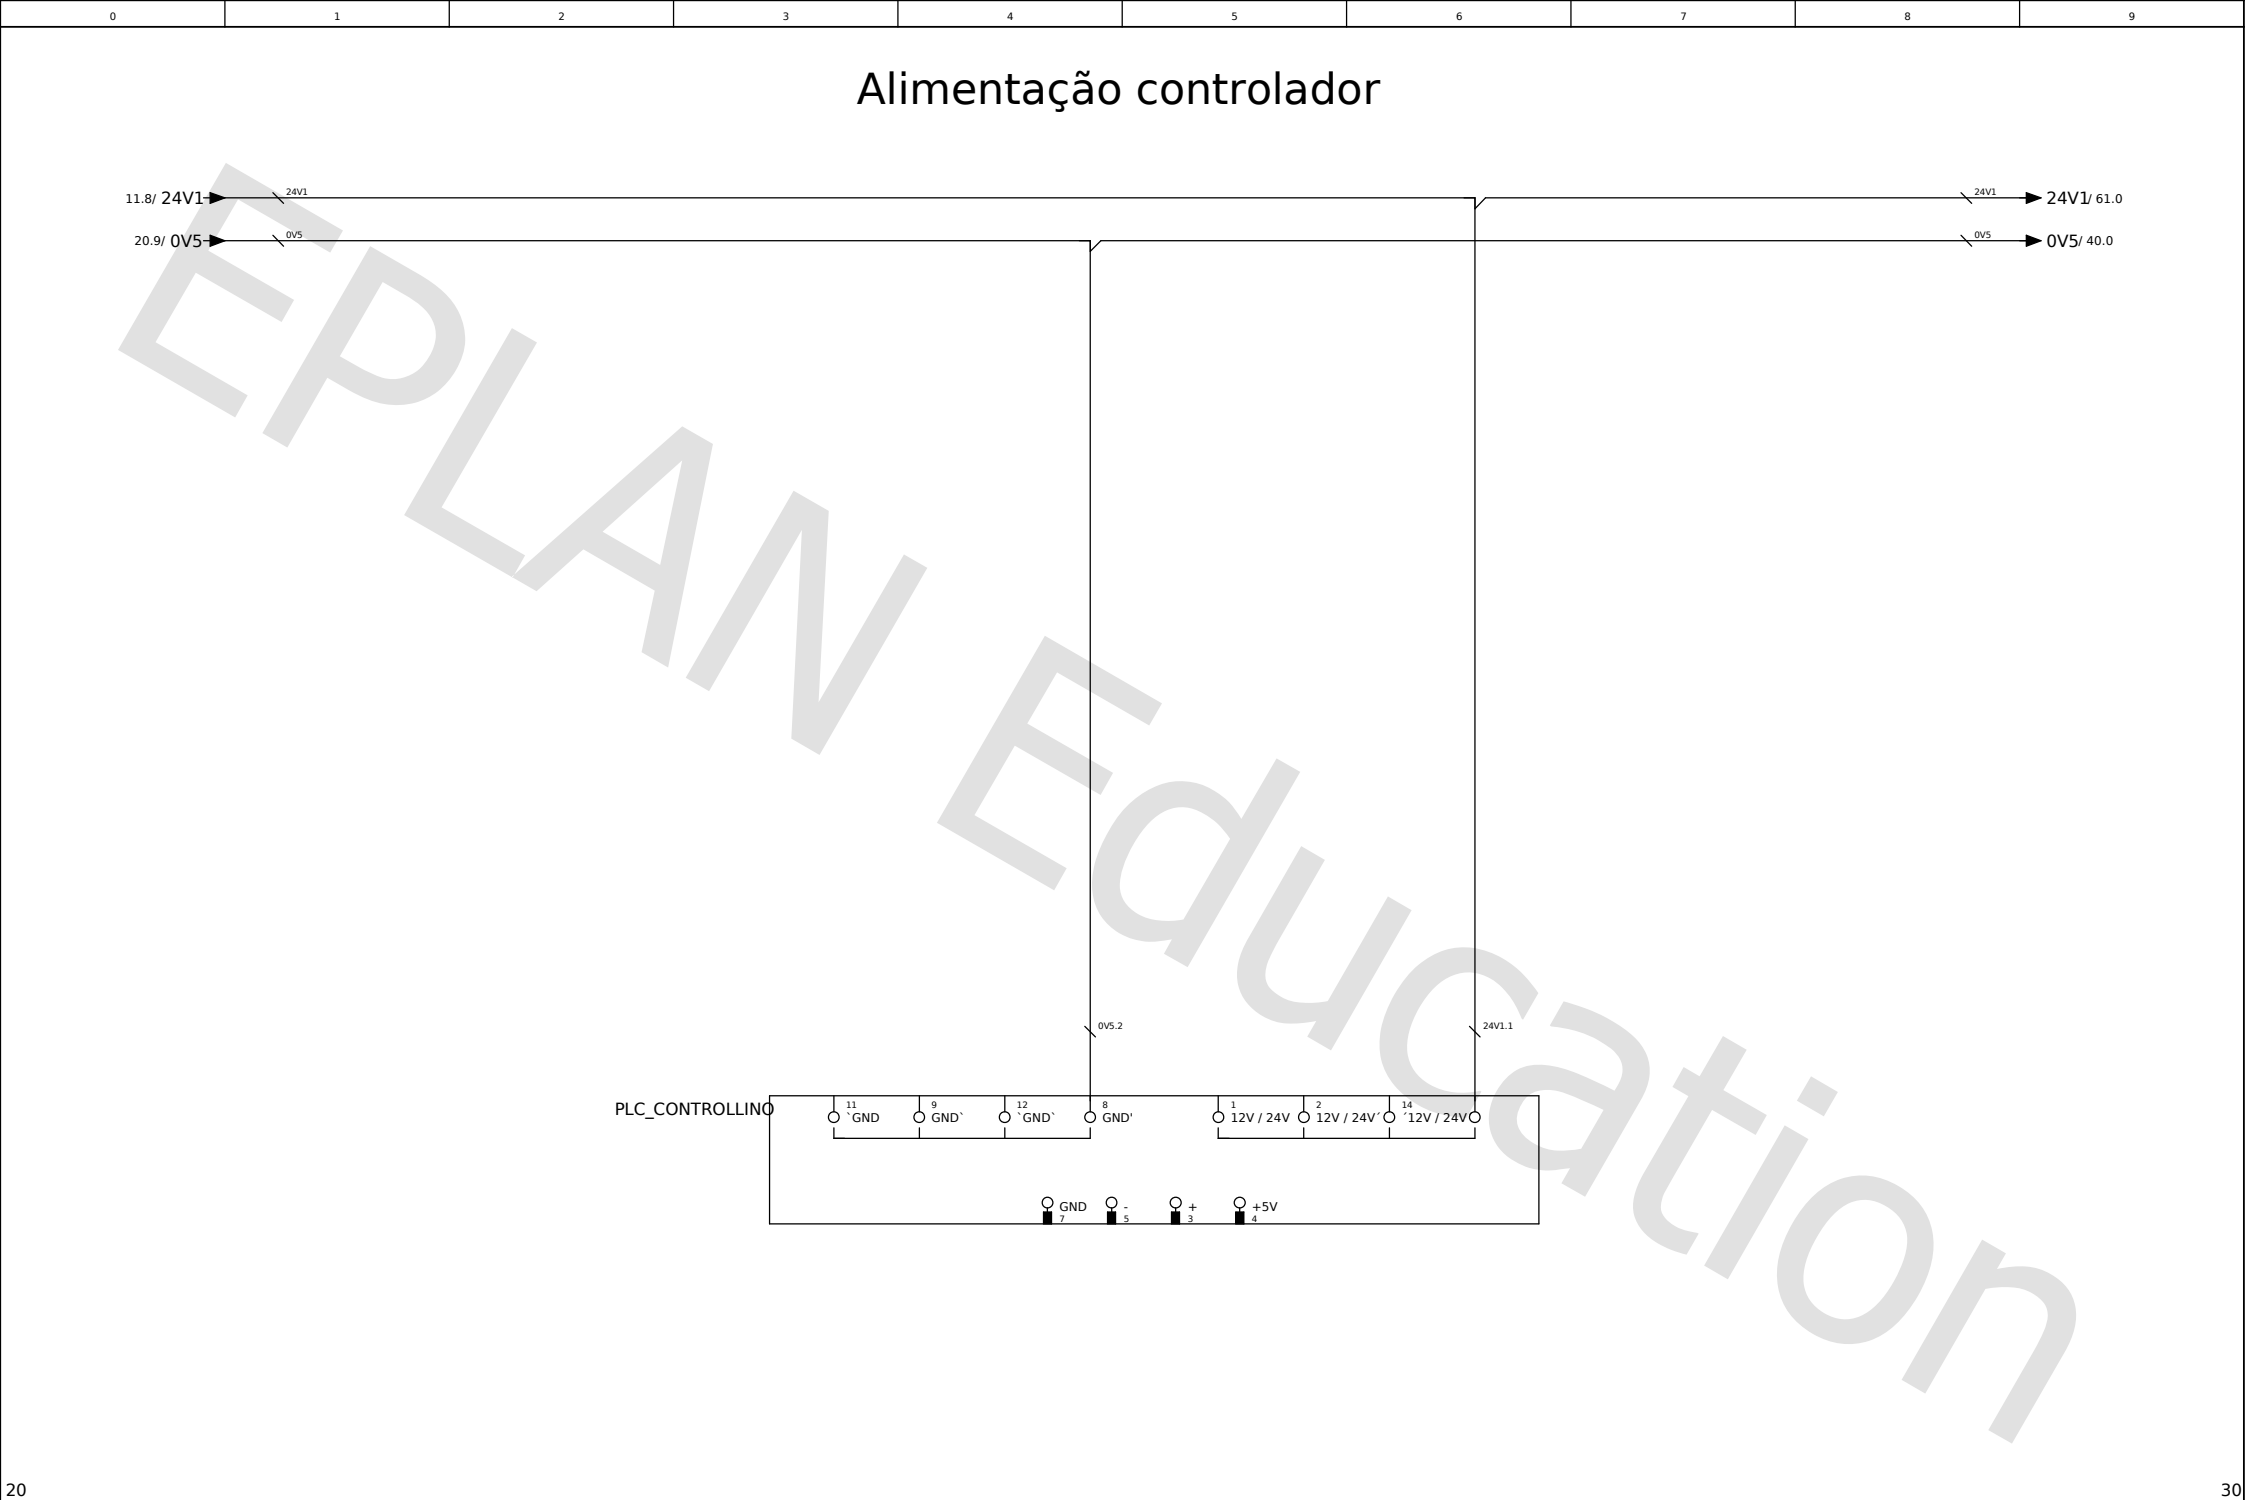 0 1 2 3 4 5 6 7 8 9
Alimentação controlador
11.8/ 24V1 24V1 24V1 24V1/ 61.0
20.9/ 0V5 0V5 0V5 0V5/ 40.0
EPLAN Education
0V5.2 24V1.1
PLC_CONTROLLINO
11 9 12 8 1 2 14
`GND GND` `GND` GND' 12V / 24V 12V / 24V´ ´12V / 24V
GND - + +5V
7 5 3 4
20 30